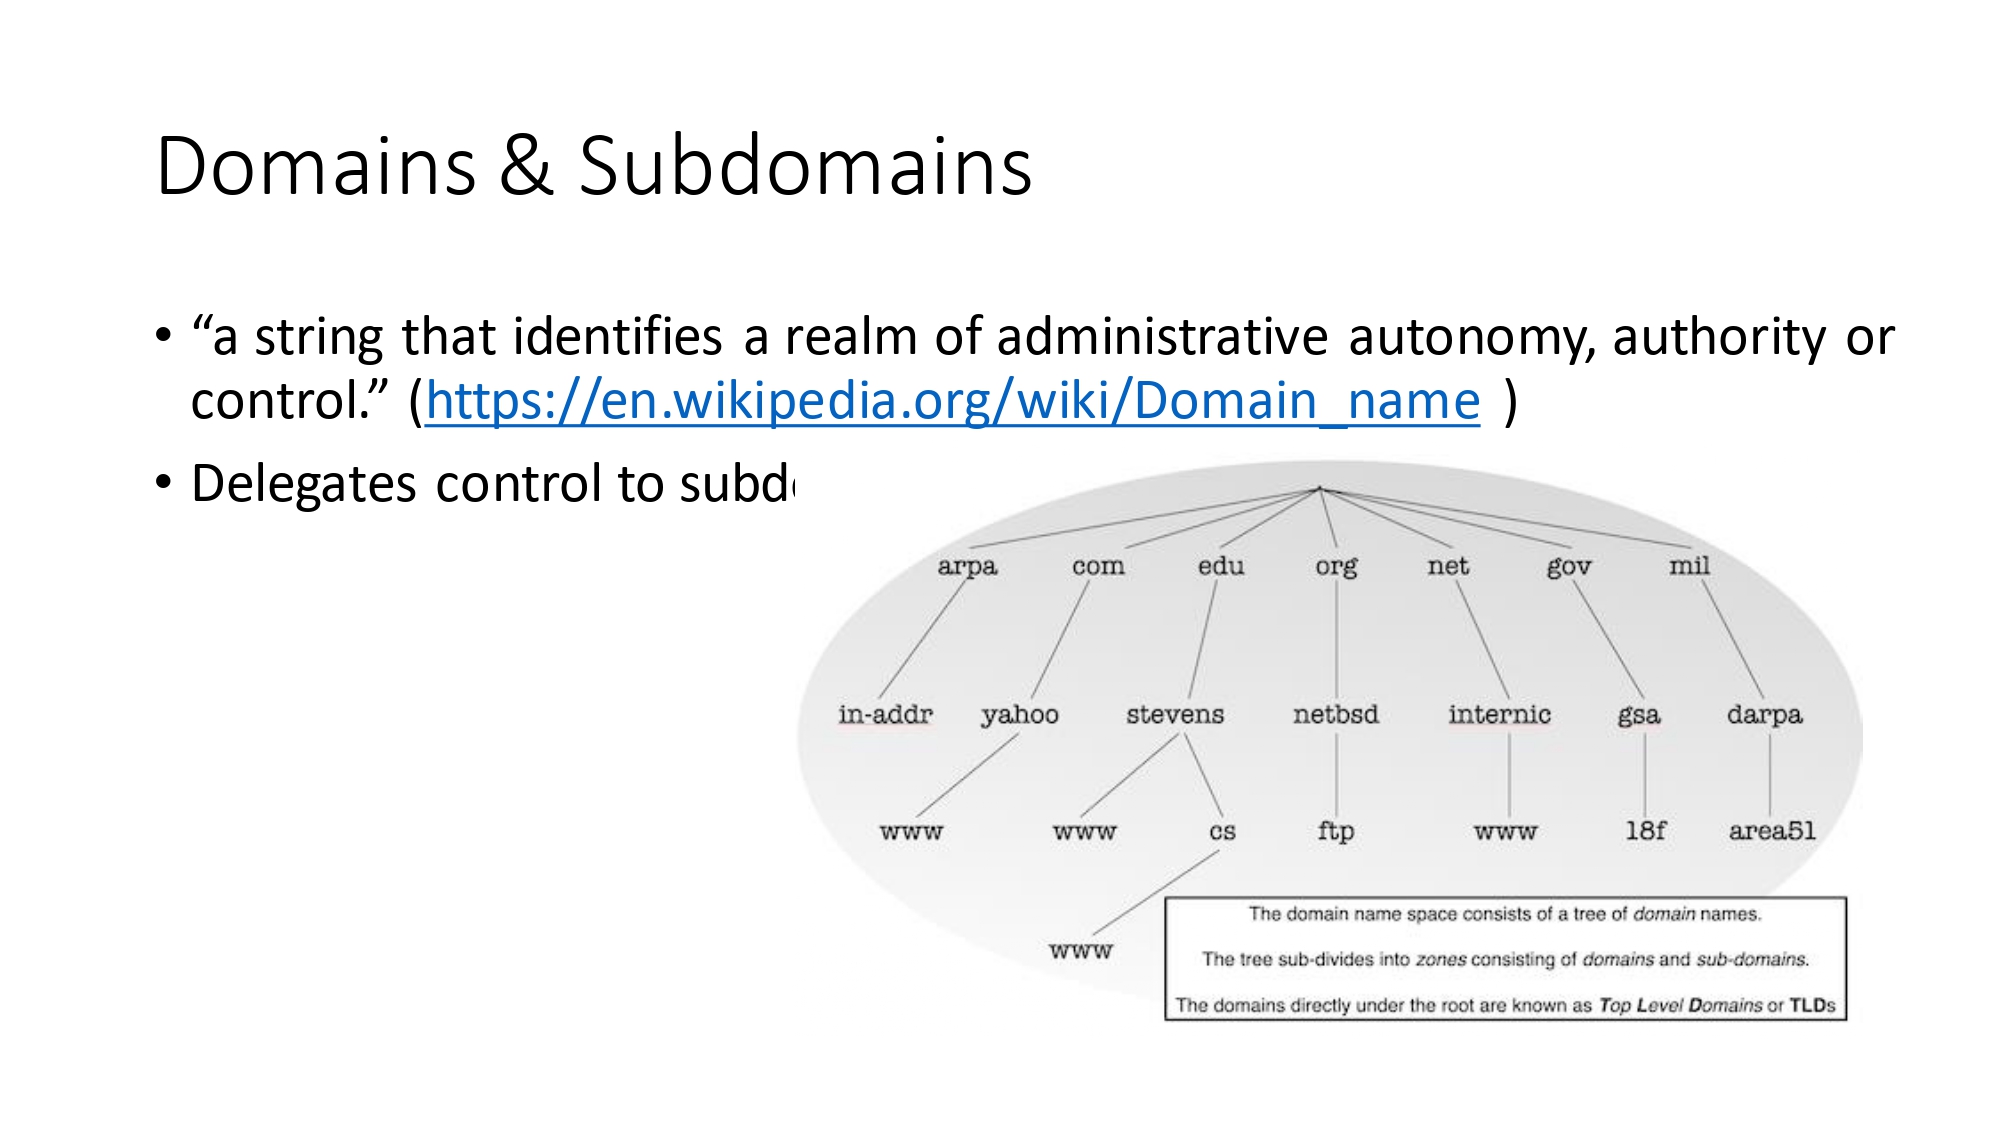 Domains & Subdomains
• “a string that identifies a realm of administrative autonomy, authority or
control.” (https://en.wikipedia.org/wiki/Domain_name )
• Delegates control to
arpa com edu org net gov mil
in-addr yahoo stevens netbsd internic gsa darpa
www www cs ftp www 18f area51
www
The domain name space consists of a tree of domain names.
The tree sub-divides into zones consisting of domains and sub-domains.
The domains directly under the root are known as Top Level Domains or TLDs